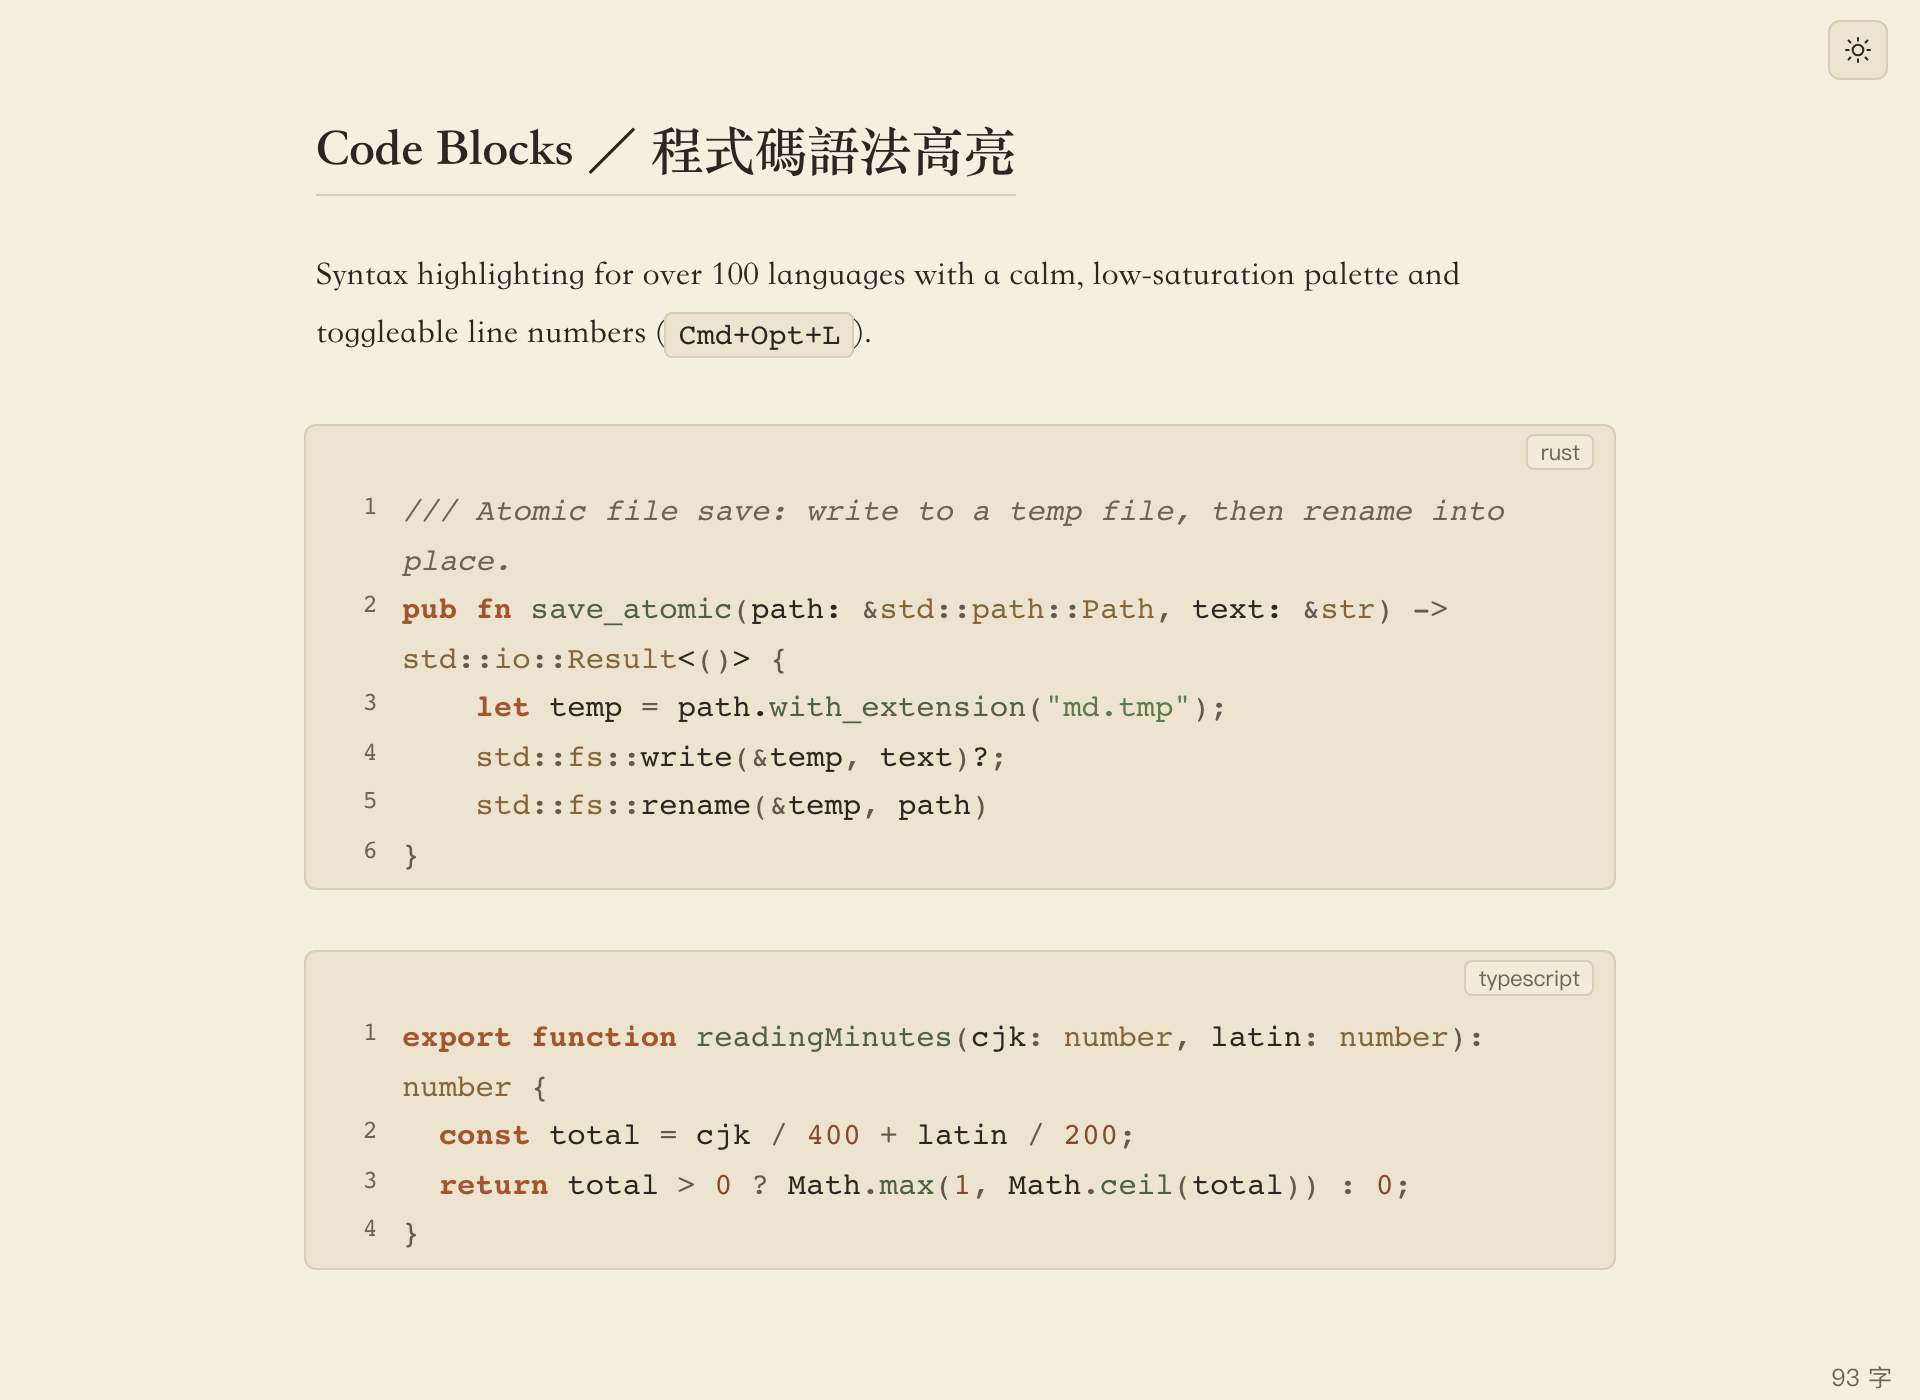 Code Blocks ／ 程式碼語法高亮
Syntax highlighting for over 100 languages with a calm, low-saturation palette and
toggleable line numbers (Cmd+Opt+L).
rust
1 /// Atomic file save: write to a temp file, then rename into
place.
2 pub fn save_atomic(path: &std::path::Path, text: &str) ->
std::io::Result<()> {
3     let temp = path.with_extension("md.tmp");
4     std::fs::write(&temp, text)?;
5     std::fs::rename(&temp, path)
6 }
typescript
1 export function readingMinutes(cjk: number, latin: number):
number {
2   const total = cjk / 400 + latin / 200;
3   return total > 0 ? Math.max(1, Math.ceil(total)) : 0;
4 }
93 字